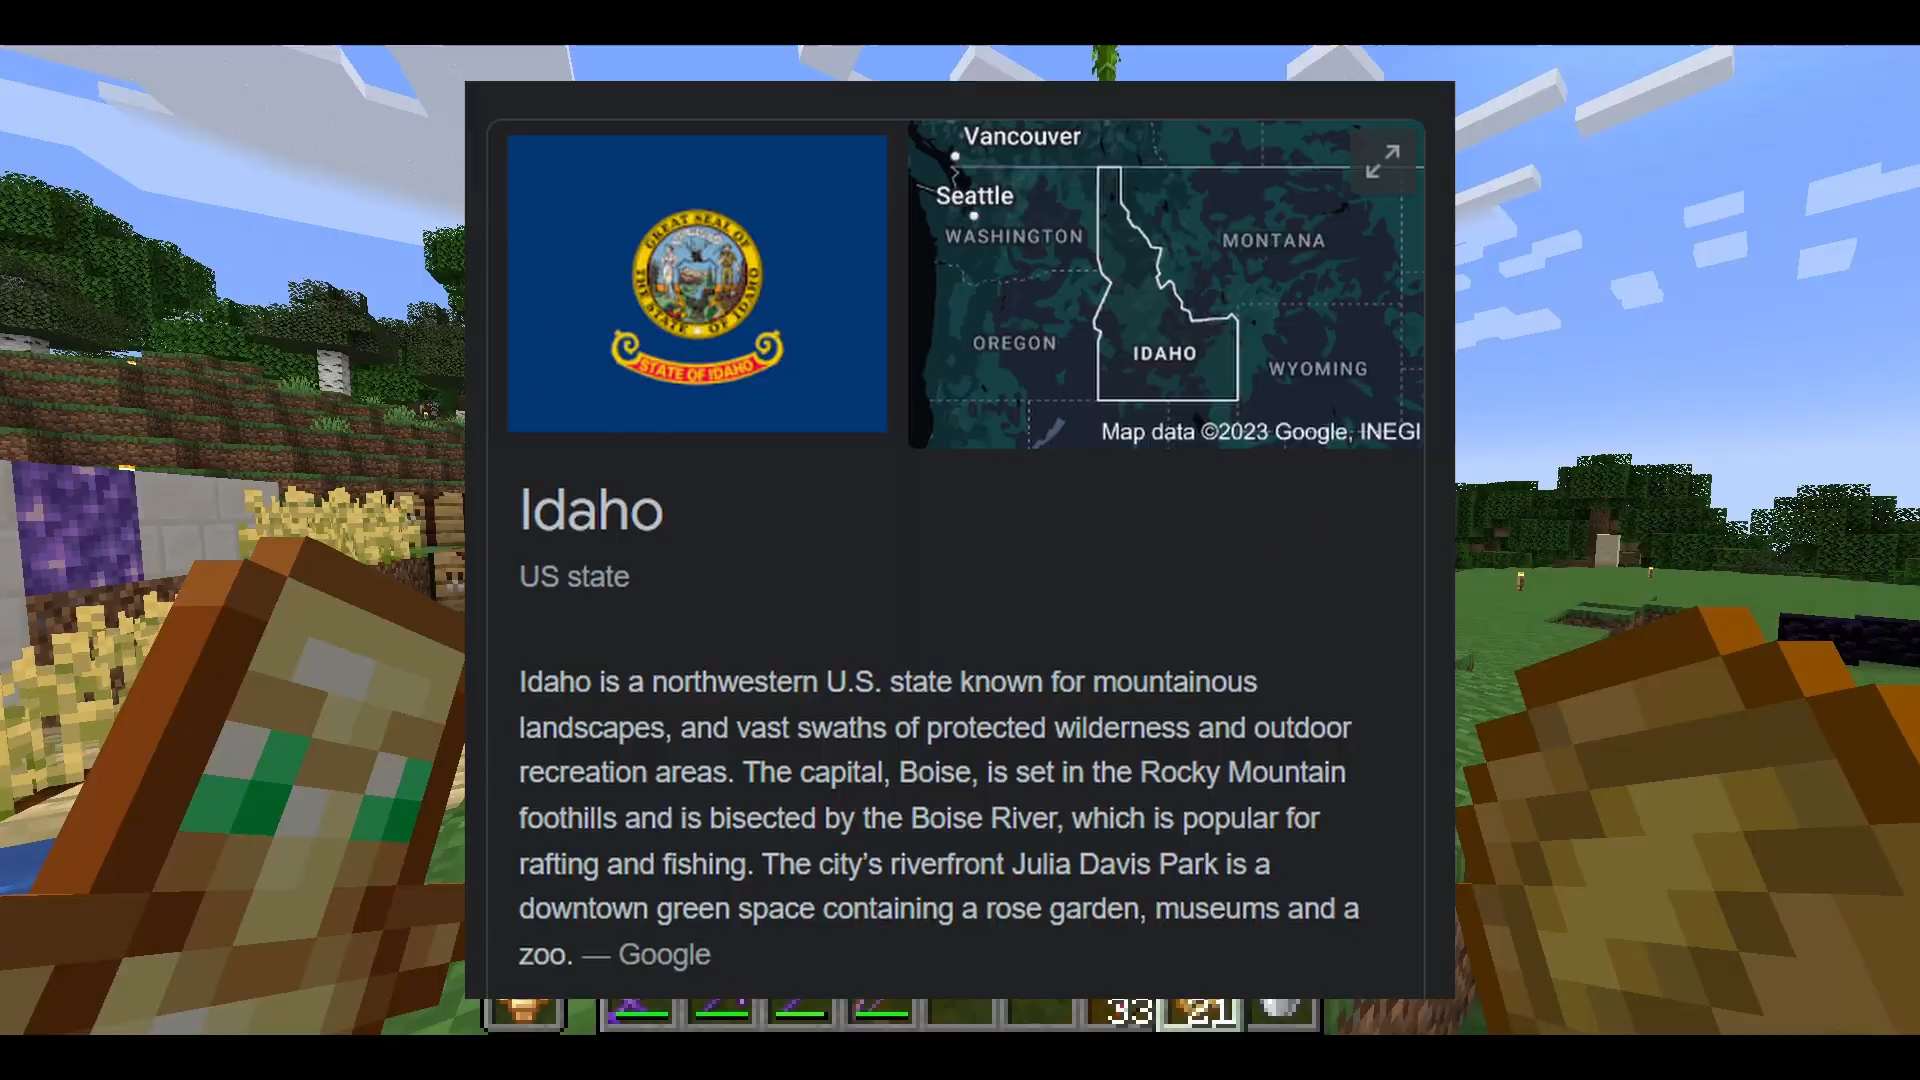 GREAT SEAL OF
THE STATE OF IDAHO
STATE OF IDAHO
Vancouver
Seattle
WASHINGTON
MONTANA
OREGON
IDAHO
WYOMING
Map data ©2023 Google, INEGI
Idaho
US state
Idaho is a northwestern U.S. state known for mountainous
landscapes, and vast swaths of protected wilderness and outdoor
recreation areas. The capital, Boise, is set in the Rocky Mountain
foothills and is bisected by the Boise River, which is popular for
rafting and fishing. The city's riverfront Julia Davis Park is a
downtown green space containing a rose garden, museums and a
zoo. — Google
33 21